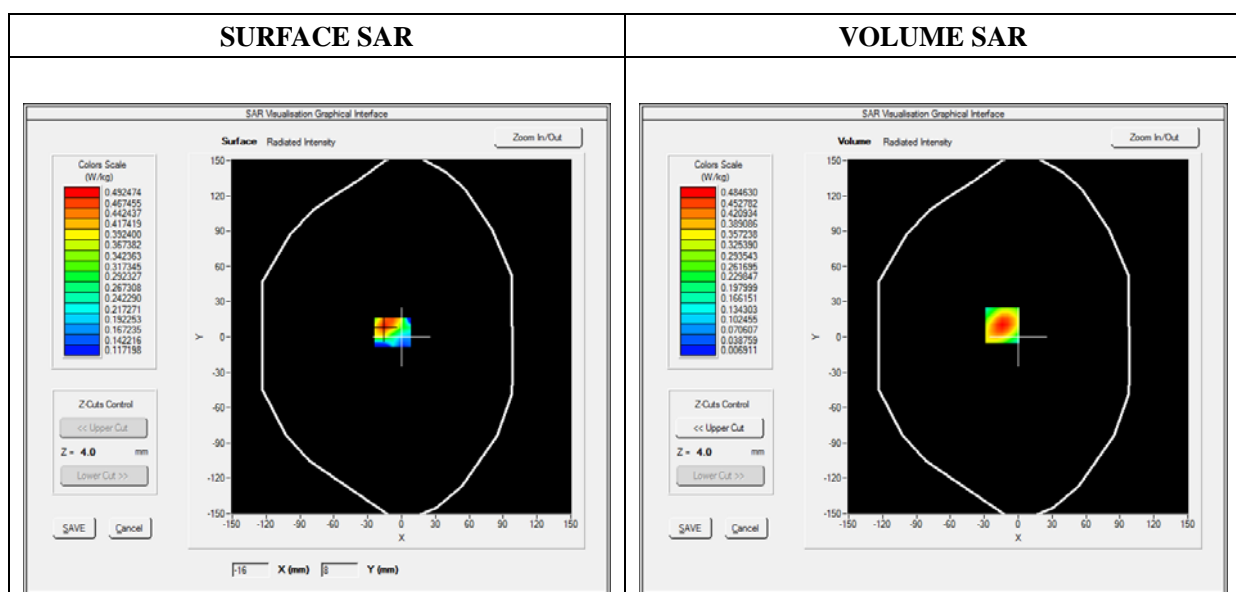 SURFACE SAR
VOLUME SAR
SAR Visualisation Graphical Interface
Surface Radiated Intensity
Zoom In/Out
Colors Scale
(W/kg)
0.492474
0.467455
0.442437
0.417419
0.392400
0.367382
0.342363
0.317345
0.292327
0.267308
0.242290
0.217271
0.192253
0.167235
0.142216
0.117198
Z-Cuts Control
<< Upper Cut
Z = 4.0 mm
Lower Cut >>
SAVE Cancel
150
120
90
60
30
0
-30
-60
-90
-120
-150
Y
-150 -120 -90 -60 -30 0 30 60 90 120 150
X
-16 X (mm) 8 Y (mm)
SAR Visualisation Graphical Interface
Volume Radiated Intensity
Zoom In/Out
Colors Scale
(W/kg)
0.484630
0.452782
0.420934
0.389086
0.357238
0.325390
0.293543
0.261695
0.229847
0.197999
0.166151
0.134303
0.102455
0.070607
0.038759
0.006911
Z-Cuts Control
<< Upper Cut
Z = 4.0 mm
Lower Cut >>
SAVE Cancel
150
120
90
60
30
0
-30
-60
-90
-120
-150
Y
-150 -120 -90 -60 -30 0 30 60 90 120 150
X